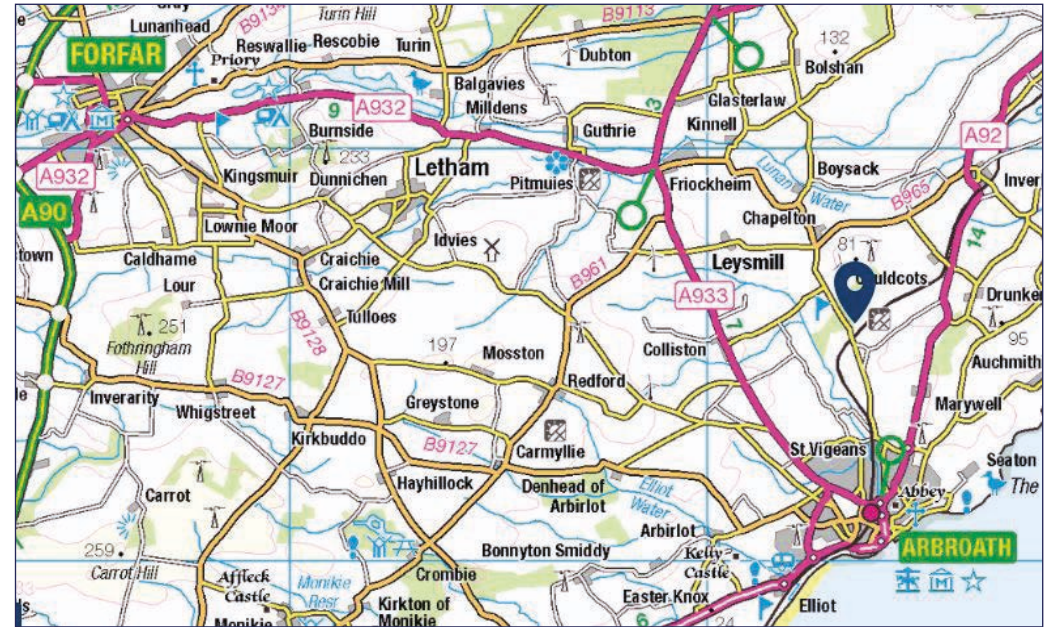 Lunanhead
Turin Hill
B9134
B9113
FORFAR
Reswallie
Rescobie
Turin
Priory
Dubton
132
Bolshan
Balgavies
Milldens
9
A932
3
Glasterlaw
A92
Burnside
233
Guthrie
Kinnell
A932
Kingsmuir
Dunnichen
Letham
Pitmuies
Friockheim
Lunan
Water
Boysack
B965
Inver
A90
Lownie Moor
Chapelton
14
stown
Caldhame
Craichie
Idvies
81
Leysmill
uldcots
Lour
Craichie Mill
B961
A933
Drunke
251
Tulloes
B9128
7
95
Fothringham
Hill
197
Mosston
Colliston
Auchmith
Inverarity
B9127
Whigstreet
Redford
Greystone
Marywell
Kirkbuddo
B9127
Carmyllie
St Vigeans
Seaton
The
Carrot
Hayhillock
Denhead of
Arbirlot
Elliot
Water
Abbey
Arbirlot
259
Carrot Hill
Bonnyton Smiddy
Kelly
Castle
ARBROATH
Affleck
Castle
Monikie
Resr
Crombie
Easter Knox
Elliot
Monikie
Kirkton of
Monikie
6
24